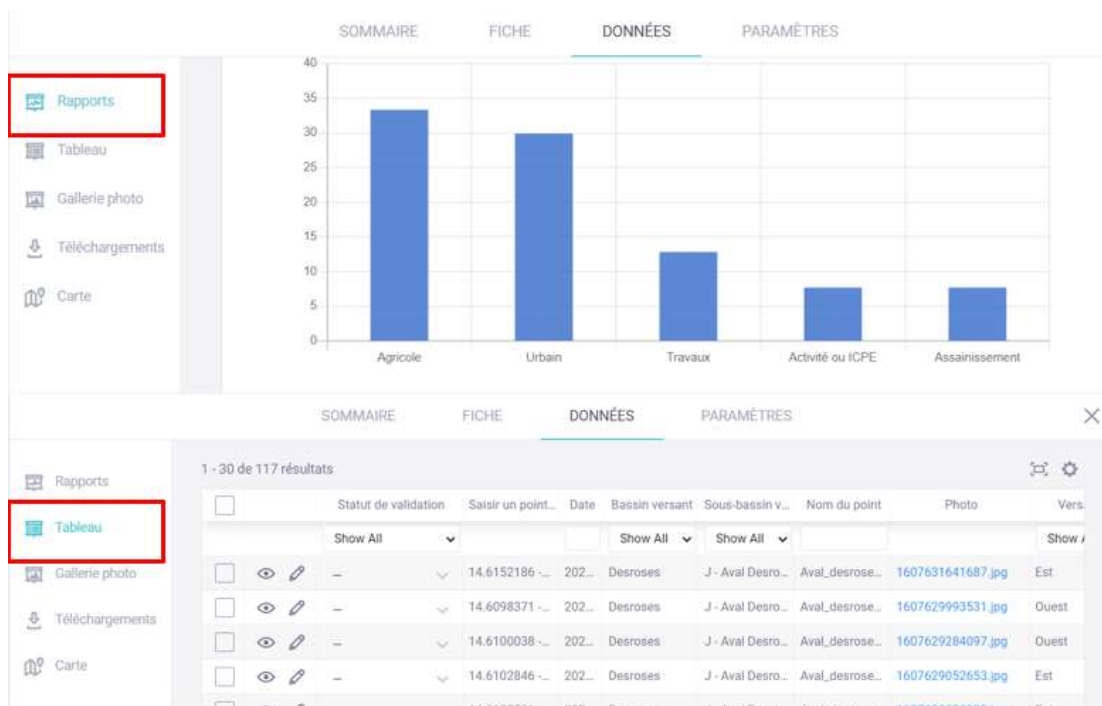 SOMMAIRE FICHE DONNÉES PARAMÈTRES
40
Rapports
35
30
Tableau
25
Gallerie photo
20
15
Téléchargements
10
Carte
5
0
Agricole Urbain Travaux Activité ou ICPE Assainissement
SOMMAIRE FICHE DONNÉES PARAMÈTRES
1 - 30 de 117 résultats
Rapports
Tableau
Gallerie photo
Téléchargements
Carte
Statut de validation Saisir un point... Date Bassin versant Sous-bassin v... Nom du point Photo Vers
Show All Show All Show All Show
– 14.6152186 -... 202... Desroses J - Aval Desro... Aval_desrose... 1607631641687.jpg Est
– 14.6098371 -... 202... Desroses J - Aval Desro... Aval_desrose... 1607629993531.jpg Ouest
– 14.6100038 -... 202... Desroses J - Aval Desro... Aval_desrose... 1607629284097.jpg Ouest
– 14.6102846 -... 202... Desroses J - Aval Desro... Aval_desrose... 1607629052653.jpg Est